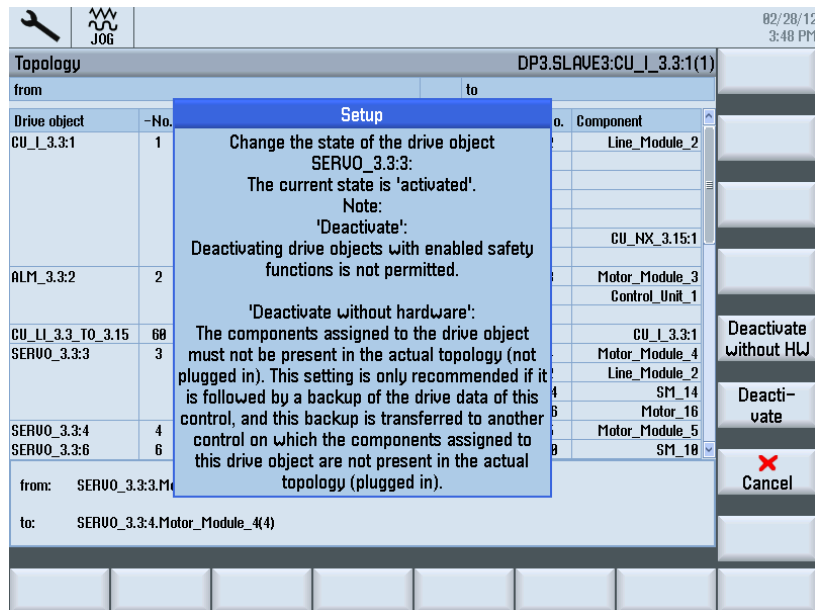 JOG
02/28/12
3:48 PM
Topology DP3.SLAVE3:CU_I_3.3:1(1)
from to
Drive object -No. o. Component
CU_I_3.3:1 1 2 Line_Module_2
CU_NX_3.15:1
ALM_3.3:2 2 Motor_Module_3
Control_Unit_1
CU_LI_3.3_TO_3.15 60 CU_I_3.3:1
SERVO_3.3:3 3 Motor_Module_4
Line_Module_2
4 SM_14
6 Motor_16
SERVO_3.3:4 4 Motor_Module_5
SERVO_3.3:6 6 SM_10
Setup
Change the state of the drive object
SERVO_3.3:3:
The current state is 'activated'.
Note:
'Deactivate':
Deactivating drive objects with enabled safety
functions is not permitted.
'Deactivate without hardware':
The components assigned to the drive object
must not be present in the actual topology (not
plugged in). This setting is only recommended if it
is followed by a backup of the drive data of this
control, and this backup is transferred to another
control on which the components assigned to
this drive object are not present in the actual
topology (plugged in).
from: SERVO_3.3:3.M
to: SERVO_3.3:4.Motor_Module_4(4)
Deactivate
without HW
Deacti-
vate
Cancel